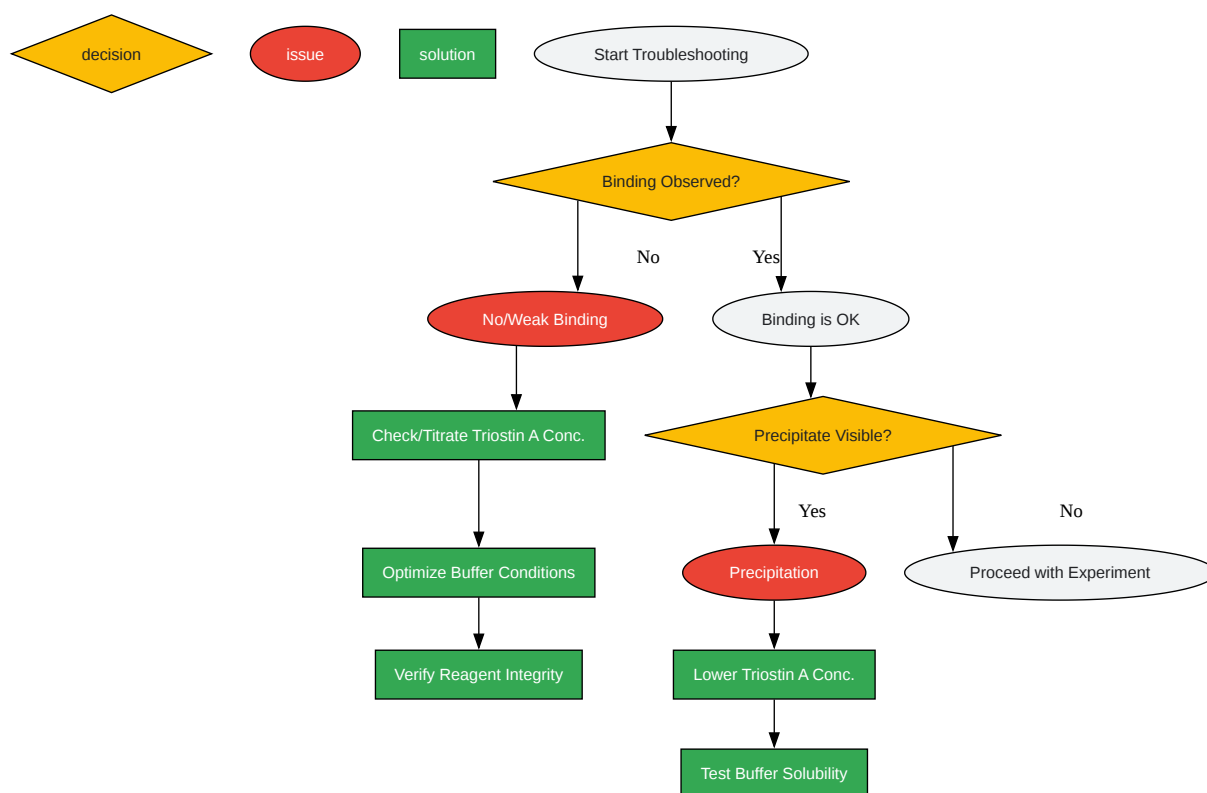 decision
issue
solution
Start Troubleshooting
Binding Observed?
No
Yes
No/Weak Binding
Binding is OK
Check/Titrate Triostin A Conc.
Precipitate Visible?
Yes
No
Optimize Buffer Conditions
Precipitation
Proceed with Experiment
Verify Reagent Integrity
Lower Triostin A Conc.
Test Buffer Solubility